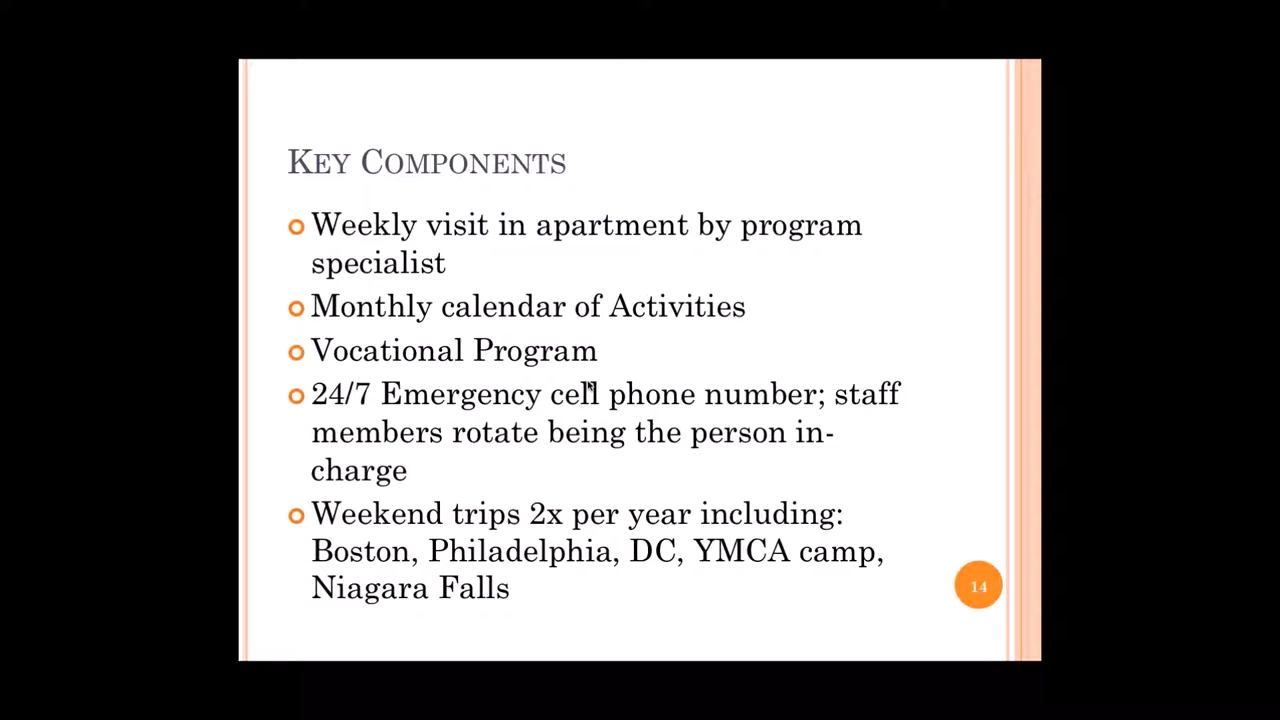 KEY COMPONENTS
Weekly visit in apartment by program
specialist
Monthly calendar of Activities
Vocational Program
24/7 Emergency cell phone number; staff
members rotate being the person in-
charge
Weekend trips 2x per year including:
Boston, Philadelphia, DC, YMCA camp,
Niagara Falls
14